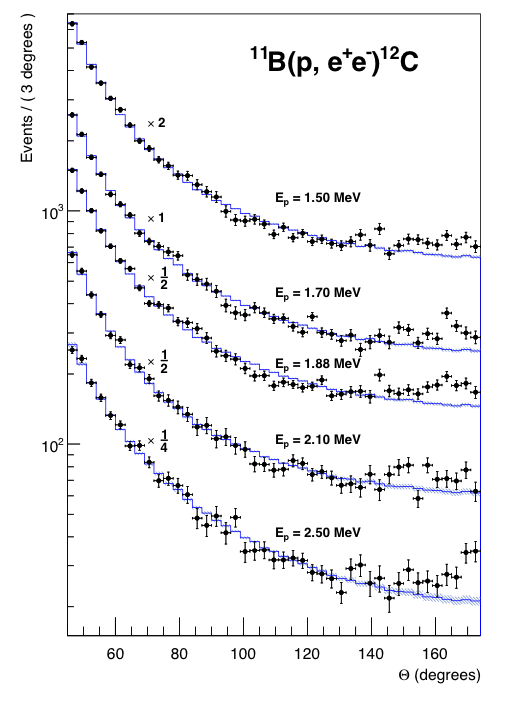 ¹¹B(p, e⁺e⁻)¹²C
Events / ( 3 degrees )
× 2
E_p = 1.50 MeV
10³
× 1
E_p = 1.70 MeV
× 1/2
E_p = 1.88 MeV
× 1/2
E_p = 2.10 MeV
10²
× 1/4
E_p = 2.50 MeV
60 80 100 120 140 160
Θ (degrees)